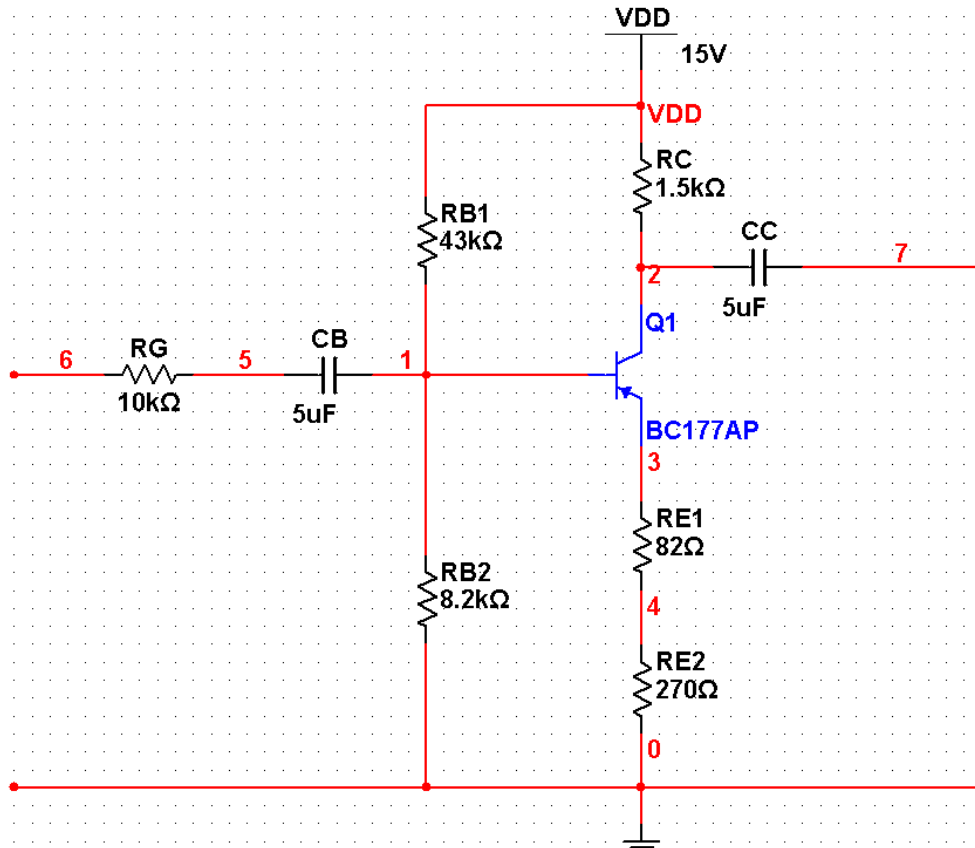 VDD
15V
VDD
RC
1.5kΩ
RB1
43kΩ
CC
7
2
5uF
Q1
6
RG
5
CB
1
10kΩ
5uF
BC177AP
3
RE1
82Ω
RB2
8.2kΩ
4
RE2
270Ω
0